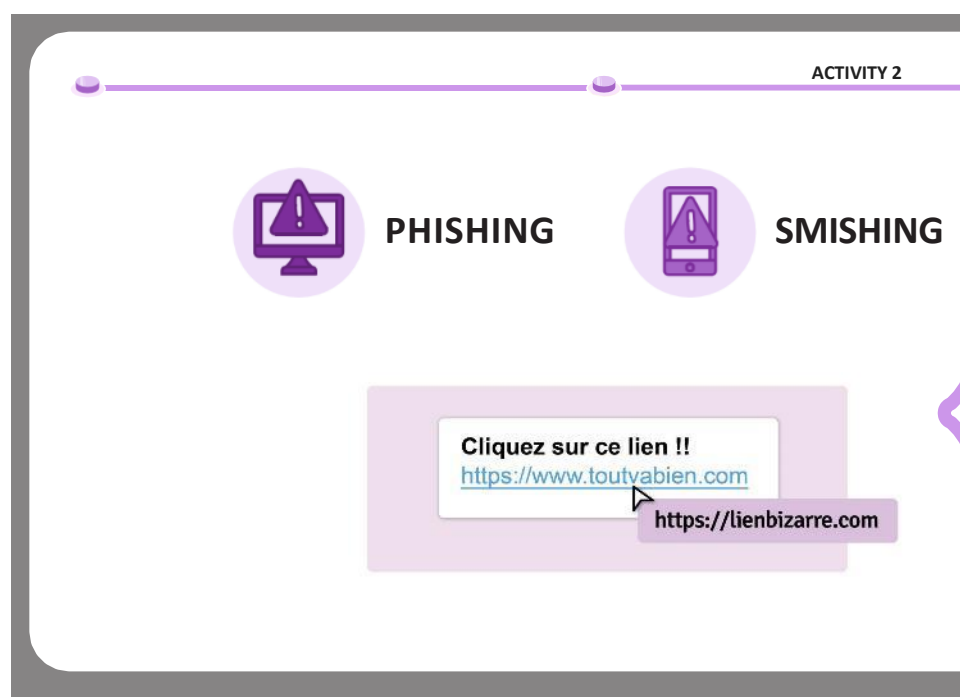 ACTIVITY 2
PHISHING
SMISHING
Cliquez sur ce lien !!
https://www.toutvabien.com
https://lienbizarre.com